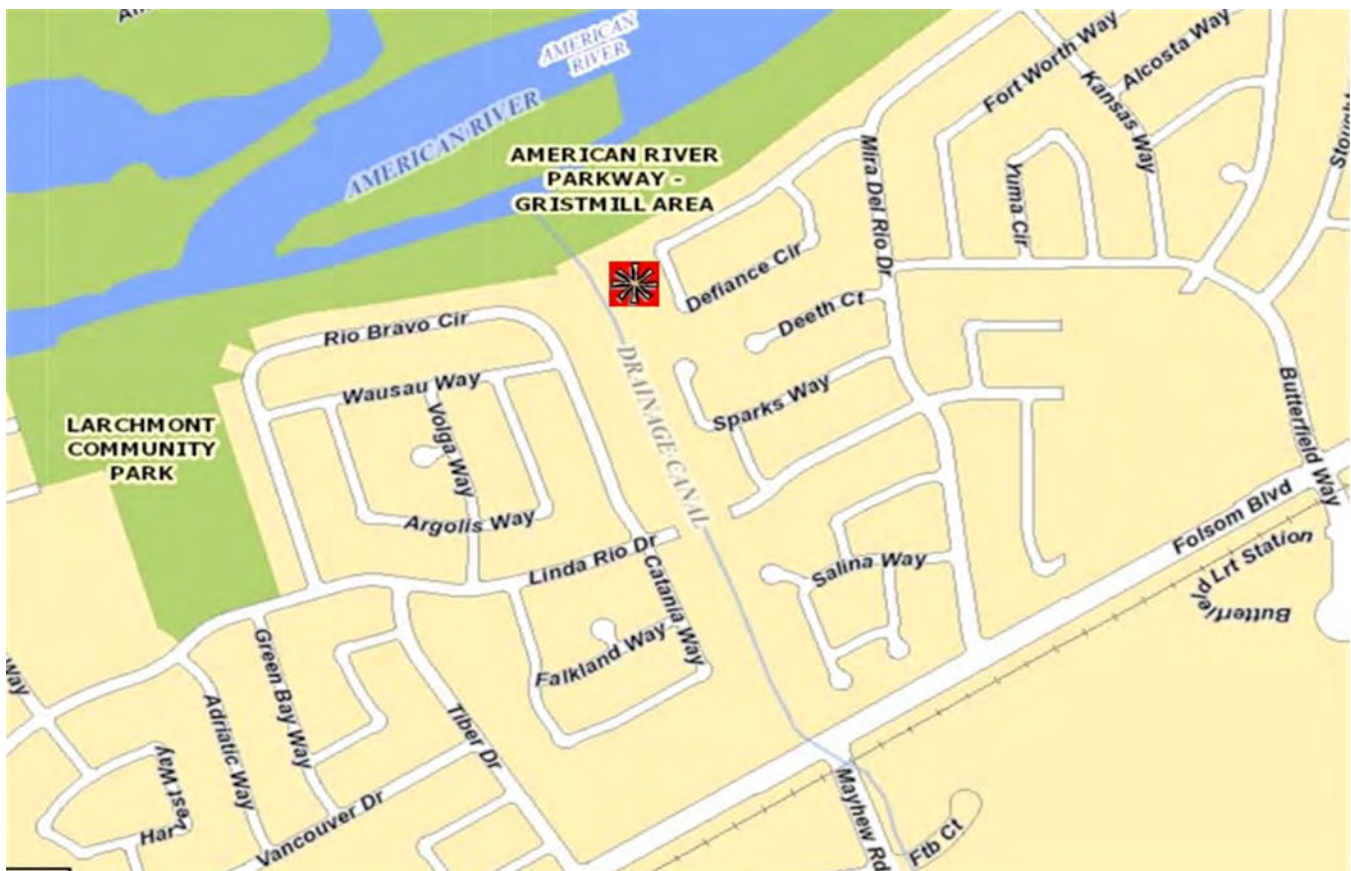 AMERICAN
RIVER
AMERICAN RIVER
AMERICAN RIVER
PARKWAY -
GRISTMILL AREA
Fort Worth Way
Alcosta Way
Kansas Way
Mira Del Rio Dr
Yuma Cir
Defiance Cir
Deeth Ct
Rio Bravo Cir
DRAINAGE CANAL
Wausau Way
Volga Way
Sparks Way
Butterfield Way
LARCHMONT
COMMUNITY
PARK
Argolis Way
Linda Rio Dr
Catania Way
Salina Way
Folsom Blvd
Butterfield Lrt Station
Falkland Way
Green Bay Way
Way
Adriatic Way
Tiber Dr
Vancouver Dr
Mayhew Rd
Ftb Ct